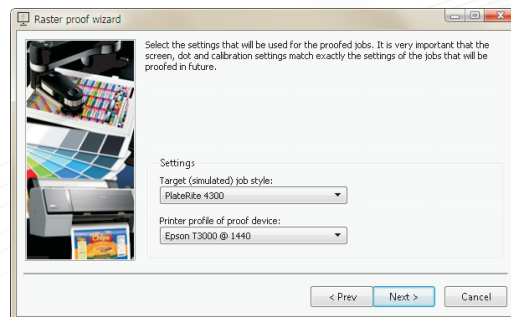 Raster proof wizard
Select the settings that will be used for the proofed jobs. It is very important that the
screen, dot and calibration settings match exactly the settings of the jobs that will be
proofed in future.
Settings
Target (simulated) job style:
PlateRite 4300
Printer profile of proof device:
Epson T3000 @ 1440
< Prev
Next >
Cancel